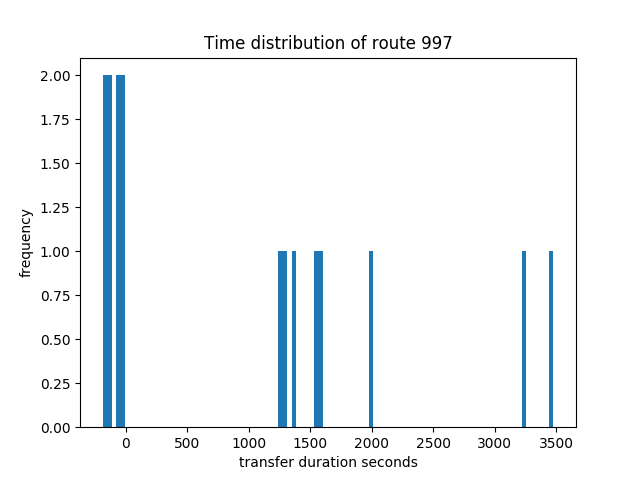 Time distribution of route 997
2.00
1.75
1.50
1.25
1.00
0.75
0.50
0.25
0.00
frequency
0 500 1000 1500 2000 2500 3000 3500
transfer duration seconds